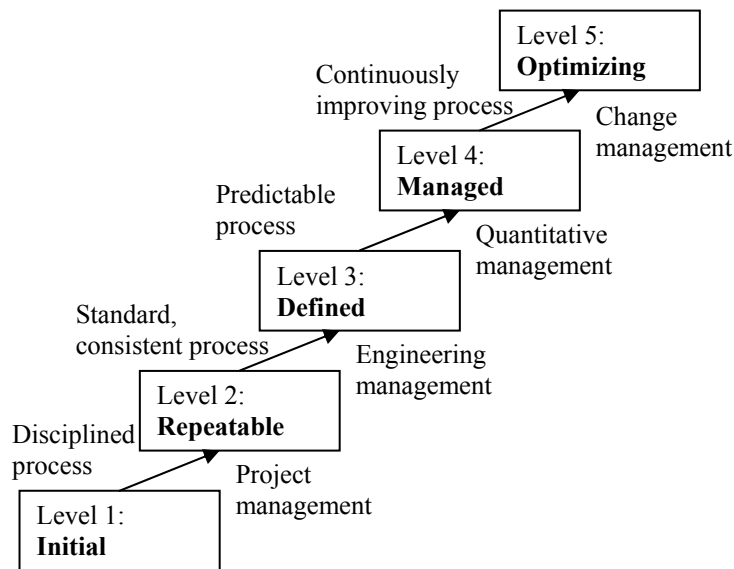 Level 5:
Optimizing
Continuously
improving process
Change
management
Level 4:
Managed
Predictable
process
Quantitative
management
Level 3:
Defined
Standard,
consistent process
Engineering
management
Level 2:
Repeatable
Disciplined
process
Project
management
Level 1:
Initial